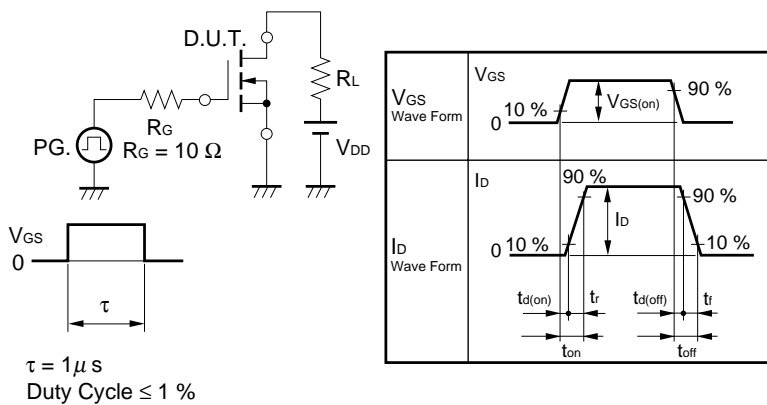 D.U.T.
RL
RG
RG = 10 Ω
PG.
VDD
VGS
0
τ
τ = 1μ s
Duty Cycle ≤ 1 %
VGS
Wave Form
VGS
10 %
0
VGS(on)
90 %
ID
Wave Form
ID
90 %
90 %
ID
0 10 %
10 %
td(on) tr td(off) tf
ton toff